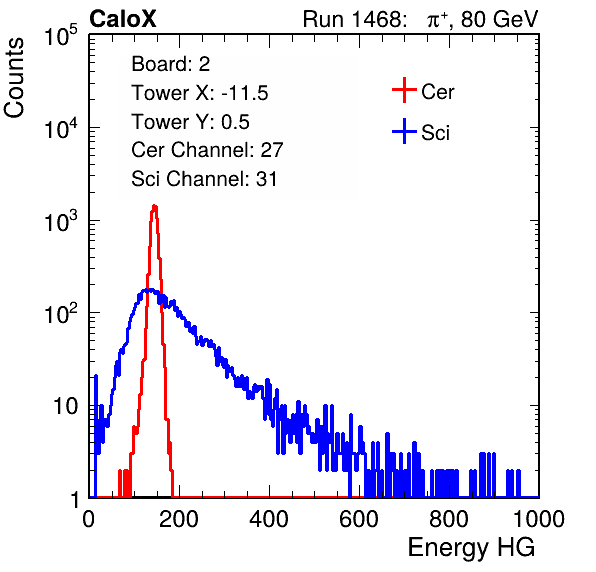 CaloX Run 1468: π⁺, 80 GeV
Counts
10⁵
10⁴
10³
10²
10
1
Board: 2
Tower X: -11.5
Tower Y: 0.5
Cer Channel: 27
Sci Channel: 31
Cer
Sci
0 200 400 600 800 1000
Energy HG